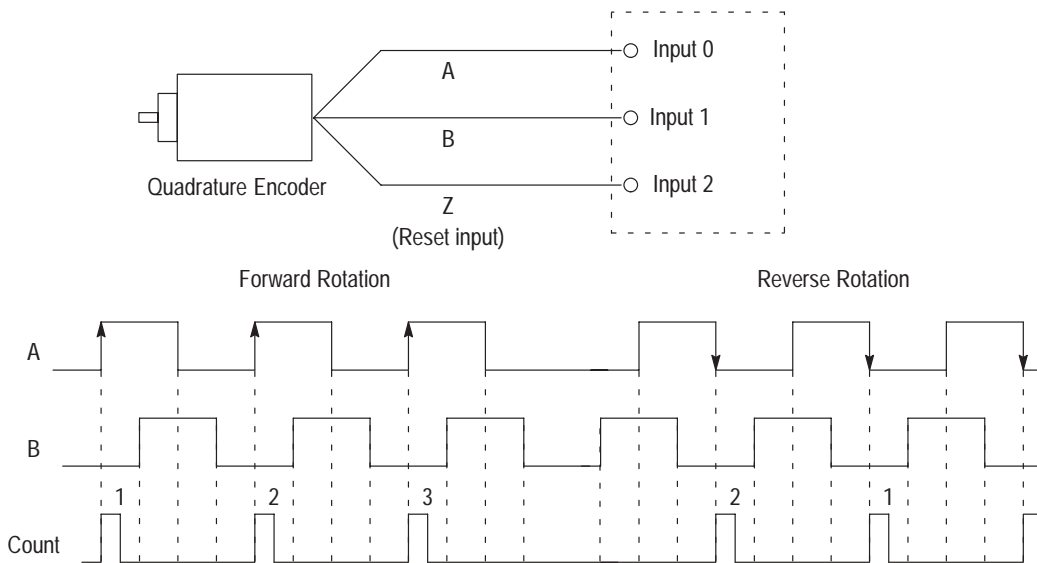 Input 0
A
Input 1
B
Quadrature Encoder
Input 2
Z
(Reset input)
Forward Rotation
Reverse Rotation
A
B
1
2
3
2
1
Count